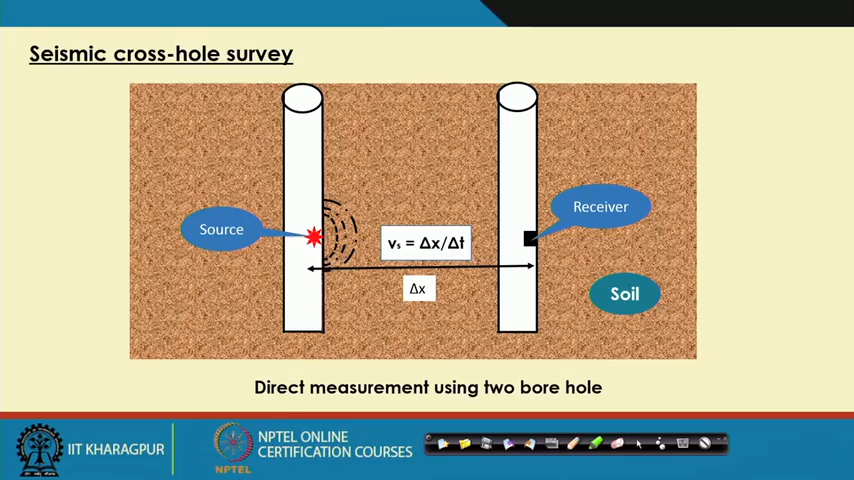 Seismic cross-hole survey
Source
Receiver
vₛ = Δx/Δt
Δx
Soil
Direct measurement using two bore hole
IIT KHARAGPUR
NPTEL
NPTEL ONLINE
CERTIFICATION COURSES